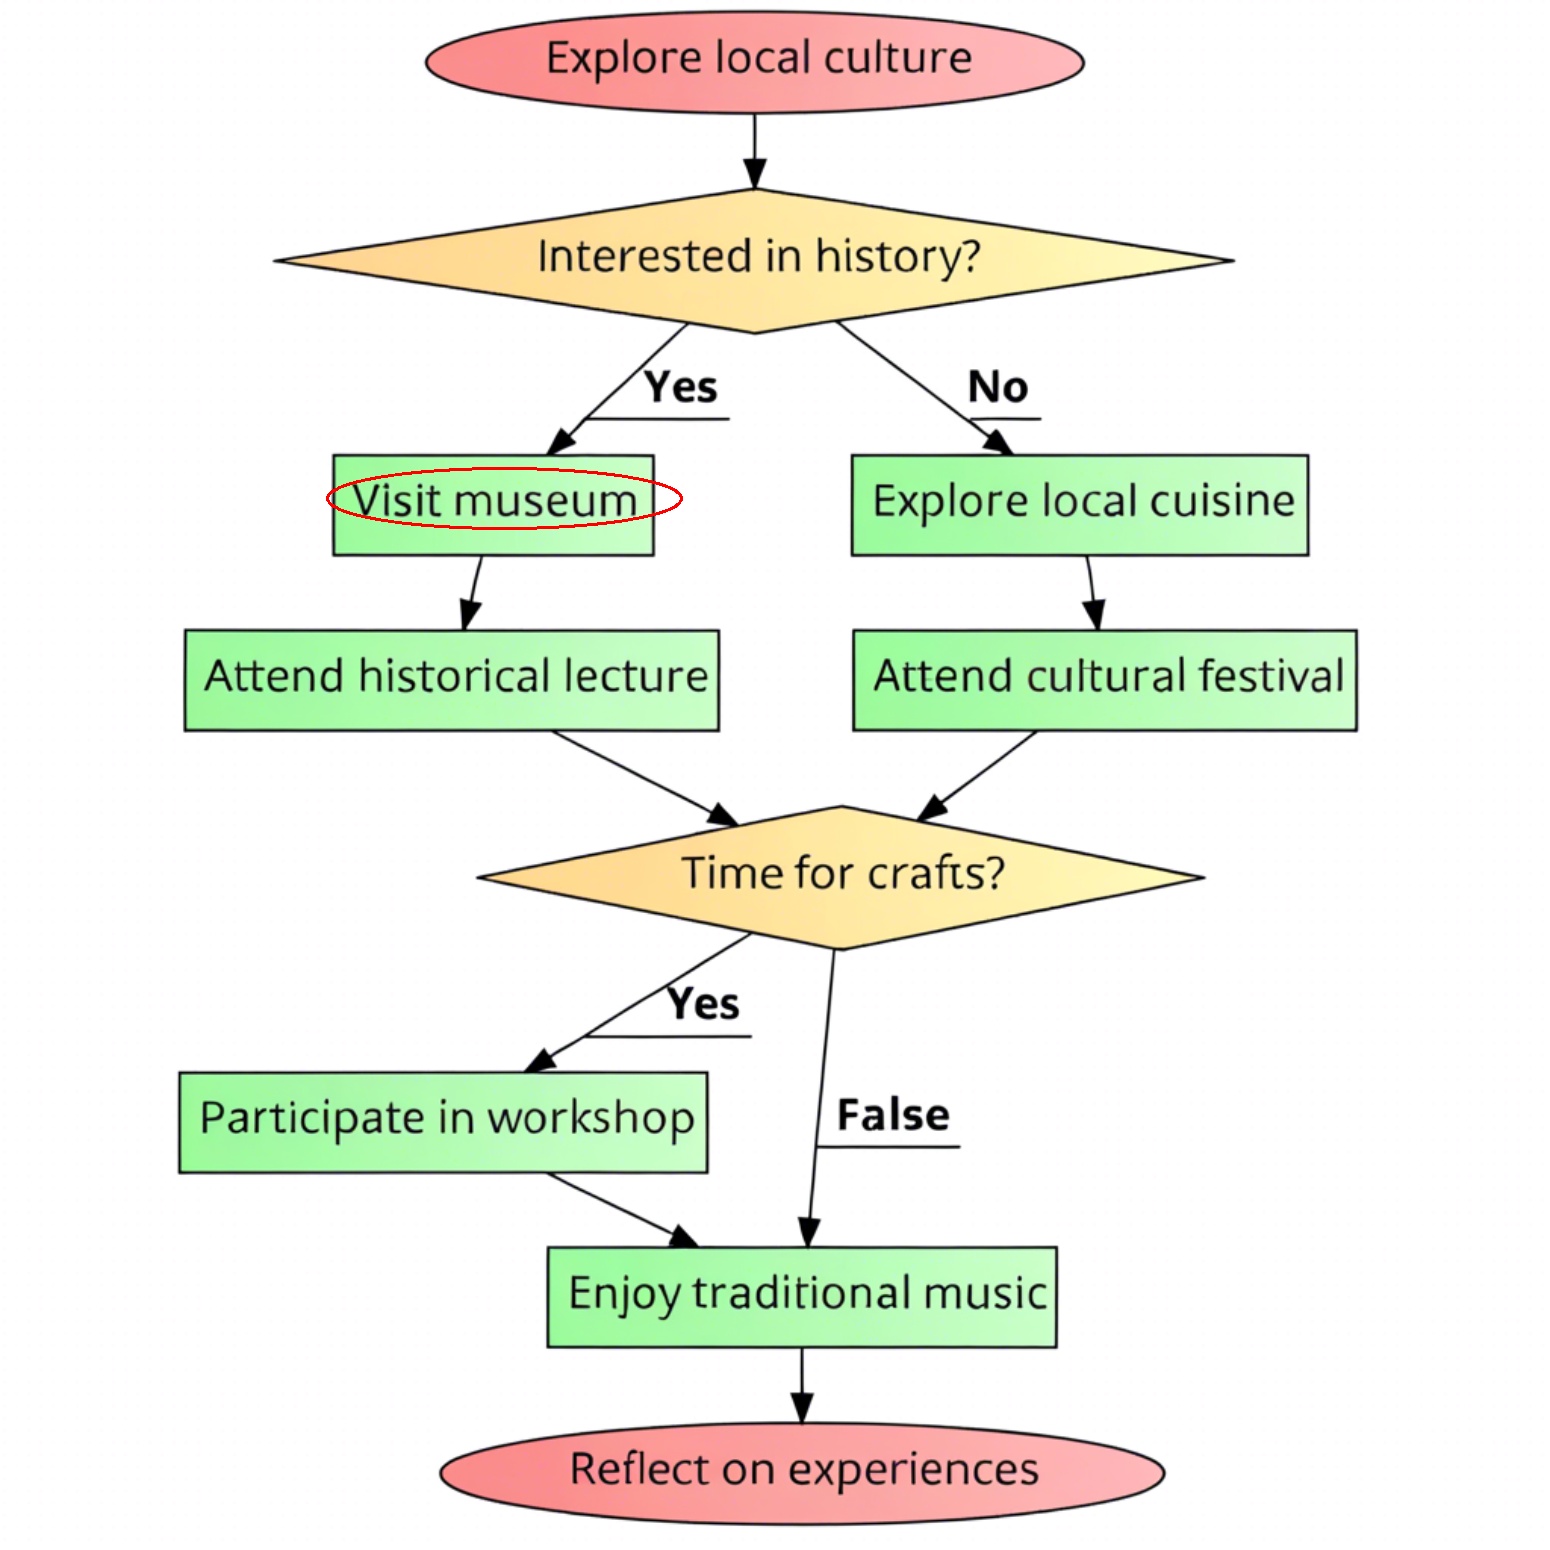 Explore local culture
Interested in history?
Yes
No
Visit museum
Explore local cuisine
Attend historical lecture
Attend cultural festival
Time for crafts?
Yes
False
Participate in workshop
Enjoy traditional music
Reflect on experiences